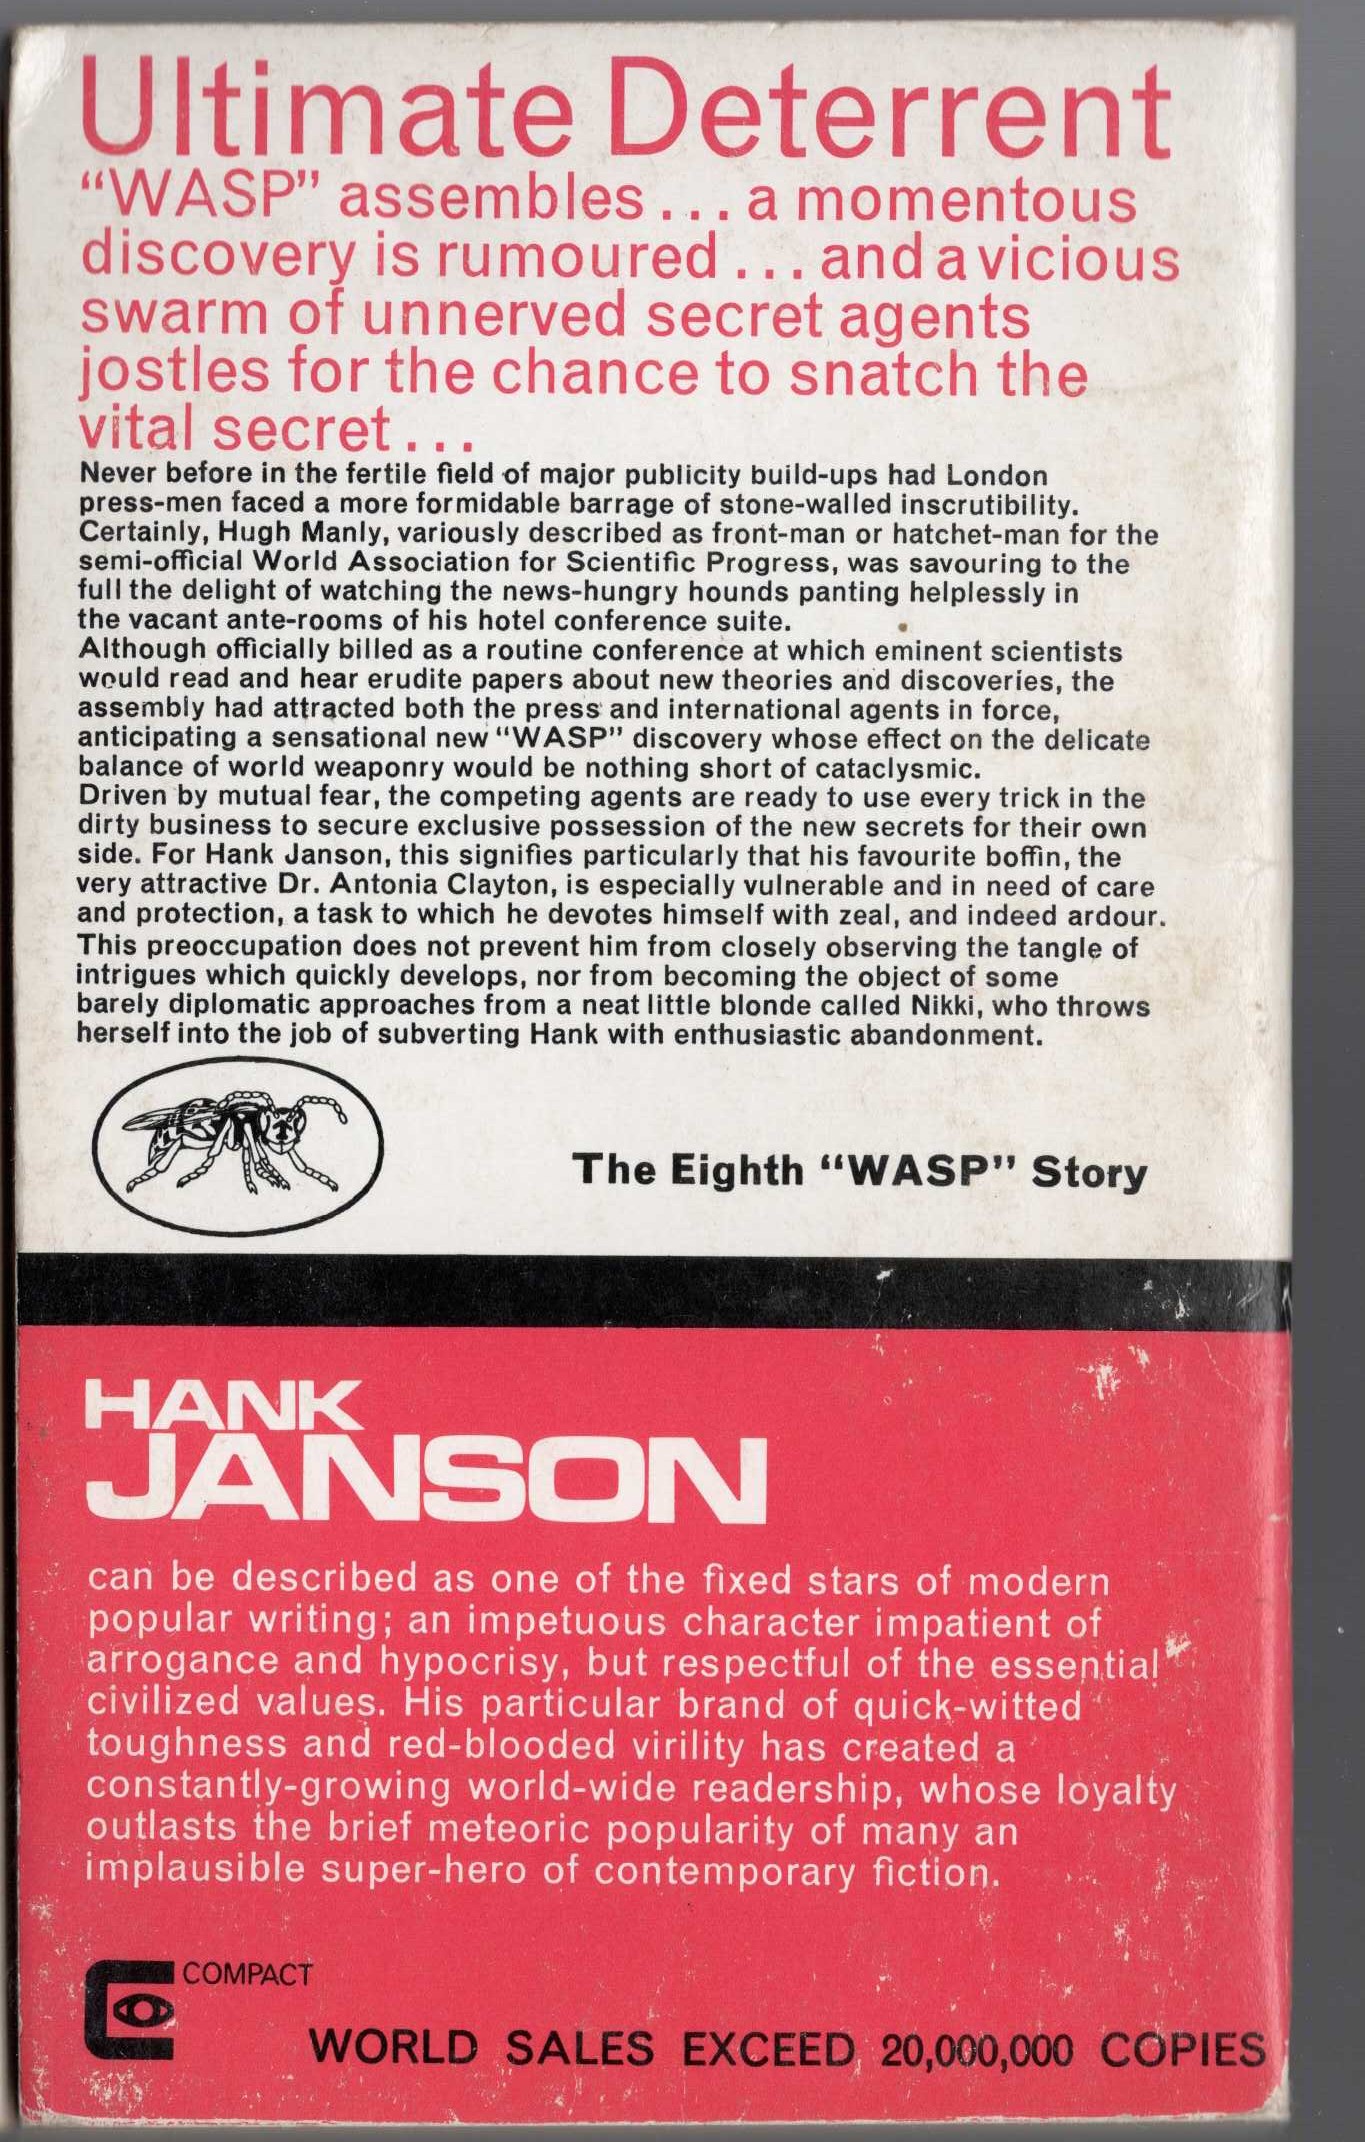 Ultimate Deterrent
“WASP” assembles... a momentous
discovery is rumoured ... and a vicious
swarm of unnerved secret agents
jostles for the chance to snatch the
vital secret...
Never before in the fertile field of major publicity build-ups had London
press-men faced a more formidable barrage of stone-walled inscrutibility.
Certainly, Hugh Manly, variously described as front-man or hatchet-man for the
semi-official World Association for Scientific Progress, was savouring to the
full the delight of watching the news-hungry hounds panting helplessly in
the vacant ante-rooms of his hotel conference suite.
Although officially billed as a routine conference at which eminent scientists
would read and hear erudite papers about new theories and discoveries, the
assembly had attracted both the press and international agents in force,
anticipating a sensational new “WASP” discovery whose effect on the delicate
balance of world weaponry would be nothing short of cataclysmic.
Driven by mutual fear, the competing agents are ready to use every trick in the
dirty business to secure exclusive possession of the new secrets for their own
side. For Hank Janson, this signifies particularly that his favourite boffin, the
very attractive Dr. Antonia Clayton, is especially vulnerable and in need of care
and protection, a task to which he devotes himself with zeal, and indeed ardour.
This preoccupation does not prevent him from closely observing the tangle of
intrigues which quickly develops, nor from becoming the object of some
barely diplomatic approaches from a neat little blonde called Nikki, who throws
herself into the job of subverting Hank with enthusiastic abandonment.
The Eighth “WASP” Story
HANK
JANSON
can be described as one of the fixed stars of modern
popular writing; an impetuous character impatient of
arrogance and hypocrisy, but respectful of the essential
civilized values. His particular brand of quick-witted
toughness and red-blooded virility has created a
constantly-growing world-wide readership, whose loyalty
outlasts the brief meteoric popularity of many an
implausible super-hero of contemporary fiction.
COMPACT
WORLD SALES EXCEED 20,000,000 COPIES